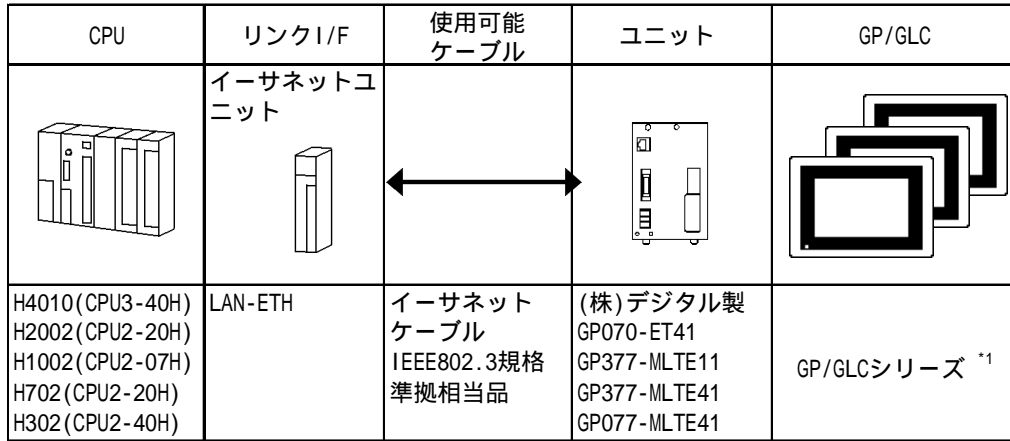 CPU
リンクI/F
使用可能
ケーブル
ユニット
GP/GLC
イーサネットユ
ニット
H4010(CPU3-40H)
H2002(CPU2-20H)
H1002(CPU2-07H)
H702(CPU2-20H)
H302(CPU2-40H)
LAN-ETH
イーサネット
ケーブル
IEEE802.3規格
準拠相当品
(株)デジタル製
GP070-ET41
GP377-MLTE11
GP377-MLTE41
GP077-MLTE41
GP/GLCシリーズ *1